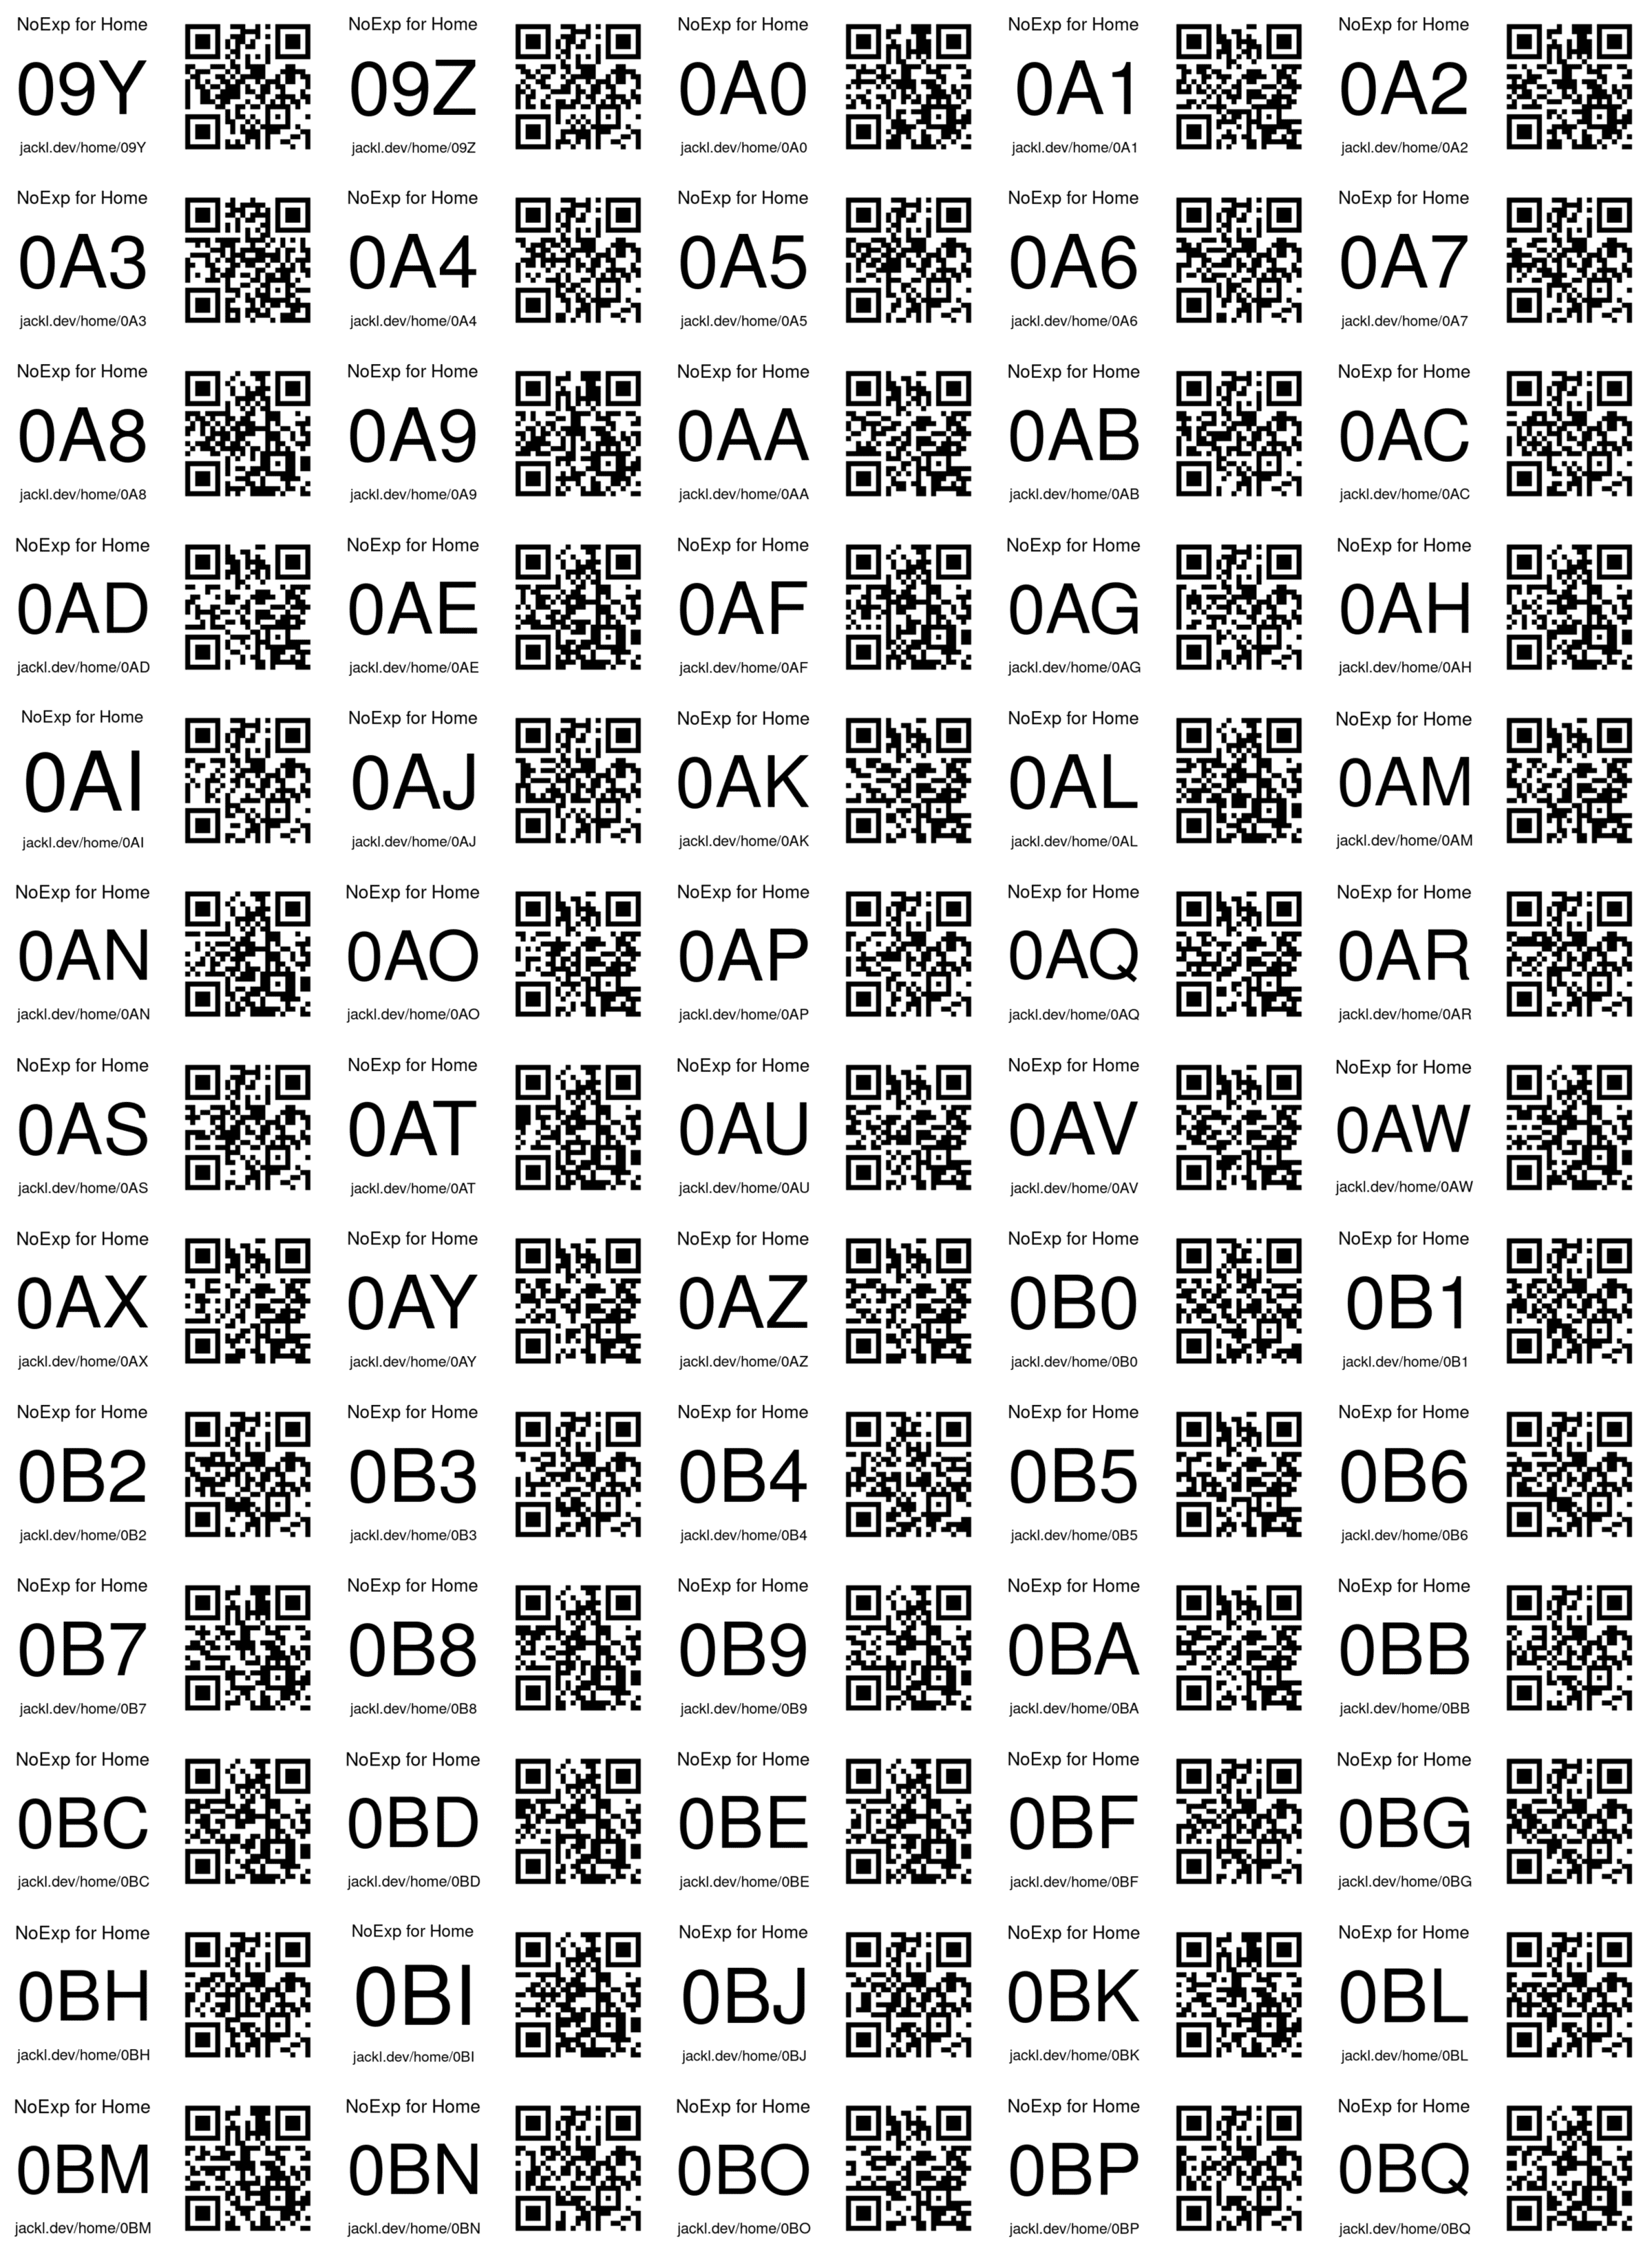 NoExp for Home
09Y
jackl.dev/home/09Y
NoExp for Home
09Z
jackl.dev/home/09Z
NoExp for Home
0A0
jackl.dev/home/0A0
NoExp for Home
0A1
jackl.dev/home/0A1
NoExp for Home
0A2
jackl.dev/home/0A2
NoExp for Home
0A3
jackl.dev/home/0A3
NoExp for Home
0A4
jackl.dev/home/0A4
NoExp for Home
0A5
jackl.dev/home/0A5
NoExp for Home
0A6
jackl.dev/home/0A6
NoExp for Home
0A7
jackl.dev/home/0A7
NoExp for Home
0A8
jackl.dev/home/0A8
NoExp for Home
0A9
jackl.dev/home/0A9
NoExp for Home
0AA
jackl.dev/home/0AA
NoExp for Home
0AB
jackl.dev/home/0AB
NoExp for Home
0AC
jackl.dev/home/0AC
NoExp for Home
0AD
jackl.dev/home/0AD
NoExp for Home
0AE
jackl.dev/home/0AE
NoExp for Home
0AF
jackl.dev/home/0AF
NoExp for Home
0AG
jackl.dev/home/0AG
NoExp for Home
0AH
jackl.dev/home/0AH
NoExp for Home
0AI
jackl.dev/home/0AI
NoExp for Home
0AJ
jackl.dev/home/0AJ
NoExp for Home
0AK
jackl.dev/home/0AK
NoExp for Home
0AL
jackl.dev/home/0AL
NoExp for Home
0AM
jackl.dev/home/0AM
NoExp for Home
0AN
jackl.dev/home/0AN
NoExp for Home
0AO
jackl.dev/home/0AO
NoExp for Home
0AP
jackl.dev/home/0AP
NoExp for Home
0AQ
jackl.dev/home/0AQ
NoExp for Home
0AR
jackl.dev/home/0AR
NoExp for Home
0AS
jackl.dev/home/0AS
NoExp for Home
0AT
jackl.dev/home/0AT
NoExp for Home
0AU
jackl.dev/home/0AU
NoExp for Home
0AV
jackl.dev/home/0AV
NoExp for Home
0AW
jackl.dev/home/0AW
NoExp for Home
0AX
jackl.dev/home/0AX
NoExp for Home
0AY
jackl.dev/home/0AY
NoExp for Home
0AZ
jackl.dev/home/0AZ
NoExp for Home
0B0
jackl.dev/home/0B0
NoExp for Home
0B1
jackl.dev/home/0B1
NoExp for Home
0B2
jackl.dev/home/0B2
NoExp for Home
0B3
jackl.dev/home/0B3
NoExp for Home
0B4
jackl.dev/home/0B4
NoExp for Home
0B5
jackl.dev/home/0B5
NoExp for Home
0B6
jackl.dev/home/0B6
NoExp for Home
0B7
jackl.dev/home/0B7
NoExp for Home
0B8
jackl.dev/home/0B8
NoExp for Home
0B9
jackl.dev/home/0B9
NoExp for Home
0BA
jackl.dev/home/0BA
NoExp for Home
0BB
jackl.dev/home/0BB
NoExp for Home
0BC
jackl.dev/home/0BC
NoExp for Home
0BD
jackl.dev/home/0BD
NoExp for Home
0BE
jackl.dev/home/0BE
NoExp for Home
0BF
jackl.dev/home/0BF
NoExp for Home
0BG
jackl.dev/home/0BG
NoExp for Home
0BH
jackl.dev/home/0BH
NoExp for Home
0BI
jackl.dev/home/0BI
NoExp for Home
0BJ
jackl.dev/home/0BJ
NoExp for Home
0BK
jackl.dev/home/0BK
NoExp for Home
0BL
jackl.dev/home/0BL
NoExp for Home
0BM
jackl.dev/home/0BM
NoExp for Home
0BN
jackl.dev/home/0BN
NoExp for Home
0BO
jackl.dev/home/0BO
NoExp for Home
0BP
jackl.dev/home/0BP
NoExp for Home
0BQ
jackl.dev/home/0BQ